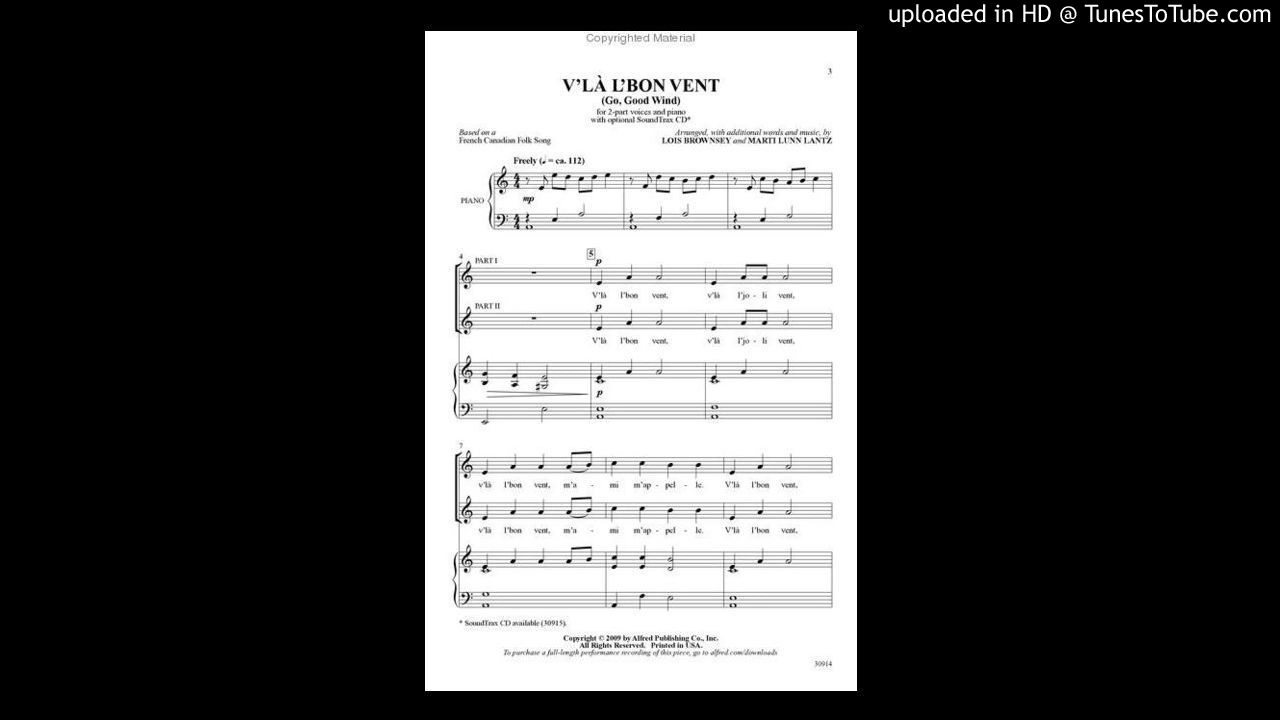 uploaded in HD @ TunesToTube.com
Copyrighted Material
3
V'LÀ L'BON VENT
(Go, Good Wind)
for 2-part voices and piano
with optional SoundTrax CD*
Based on a
French Canadian Folk Song
Arranged, with additional words and music, by
LOIS BROWNSEY and MARTI LUNN LANTZ
Freely (♩ = ca. 112)
PIANO
mp
4
PART I
5
p
V'là l'bon vent, v'là l'jo - li vent,
PART II
p
V'là l'bon vent, v'là l'jo - li vent,
p
7
v'là l'bon vent, m'a - mi m'ap - pel - le. V'là l'bon vent,
v'là l'bon vent, m'a - mi m'ap - pel - le. V'là l'bon vent,
* SoundTrax CD available (30915).
Copyright © 2009 by Alfred Publishing Co., Inc.
All Rights Reserved. Printed in USA.
To purchase a full-length performance recording of this piece, go to alfred.com/downloads
30914